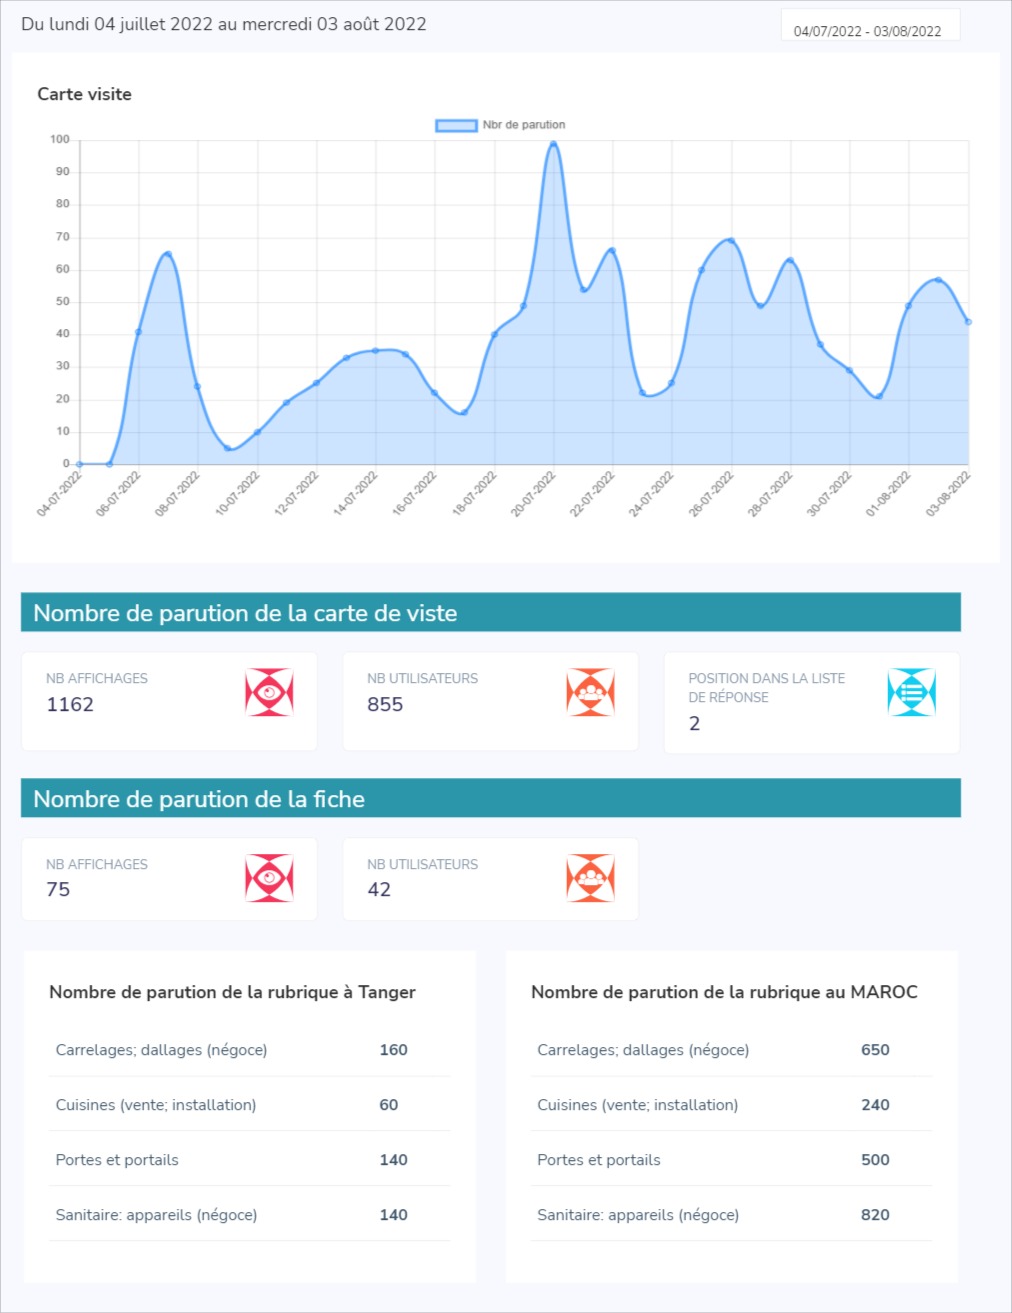 Du lundi 04 juillet 2022 au mercredi 03 août 2022
04/07/2022 - 03/08/2022
Carte visite
Nbr de parution
100
90
80
70
60
50
40
30
20
10
0
04-07-2022
06-07-2022
08-07-2022
10-07-2022
12-07-2022
14-07-2022
16-07-2022
18-07-2022
20-07-2022
22-07-2022
24-07-2022
26-07-2022
28-07-2022
30-07-2022
01-08-2022
03-08-2022
Nombre de parution de la carte de viste
NB AFFICHAGES
1162
NB UTILISATEURS
855
POSITION DANS LA LISTE
DE RÉPONSE
2
Nombre de parution de la fiche
NB AFFICHAGES
75
NB UTILISATEURS
42
Nombre de parution de la rubrique à Tanger
Carrelages; dallages (négoce) 160
Cuisines (vente; installation) 60
Portes et portails 140
Sanitaire: appareils (négoce) 140
Nombre de parution de la rubrique au MAROC
Carrelages; dallages (négoce) 650
Cuisines (vente; installation) 240
Portes et portails 500
Sanitaire: appareils (négoce) 820